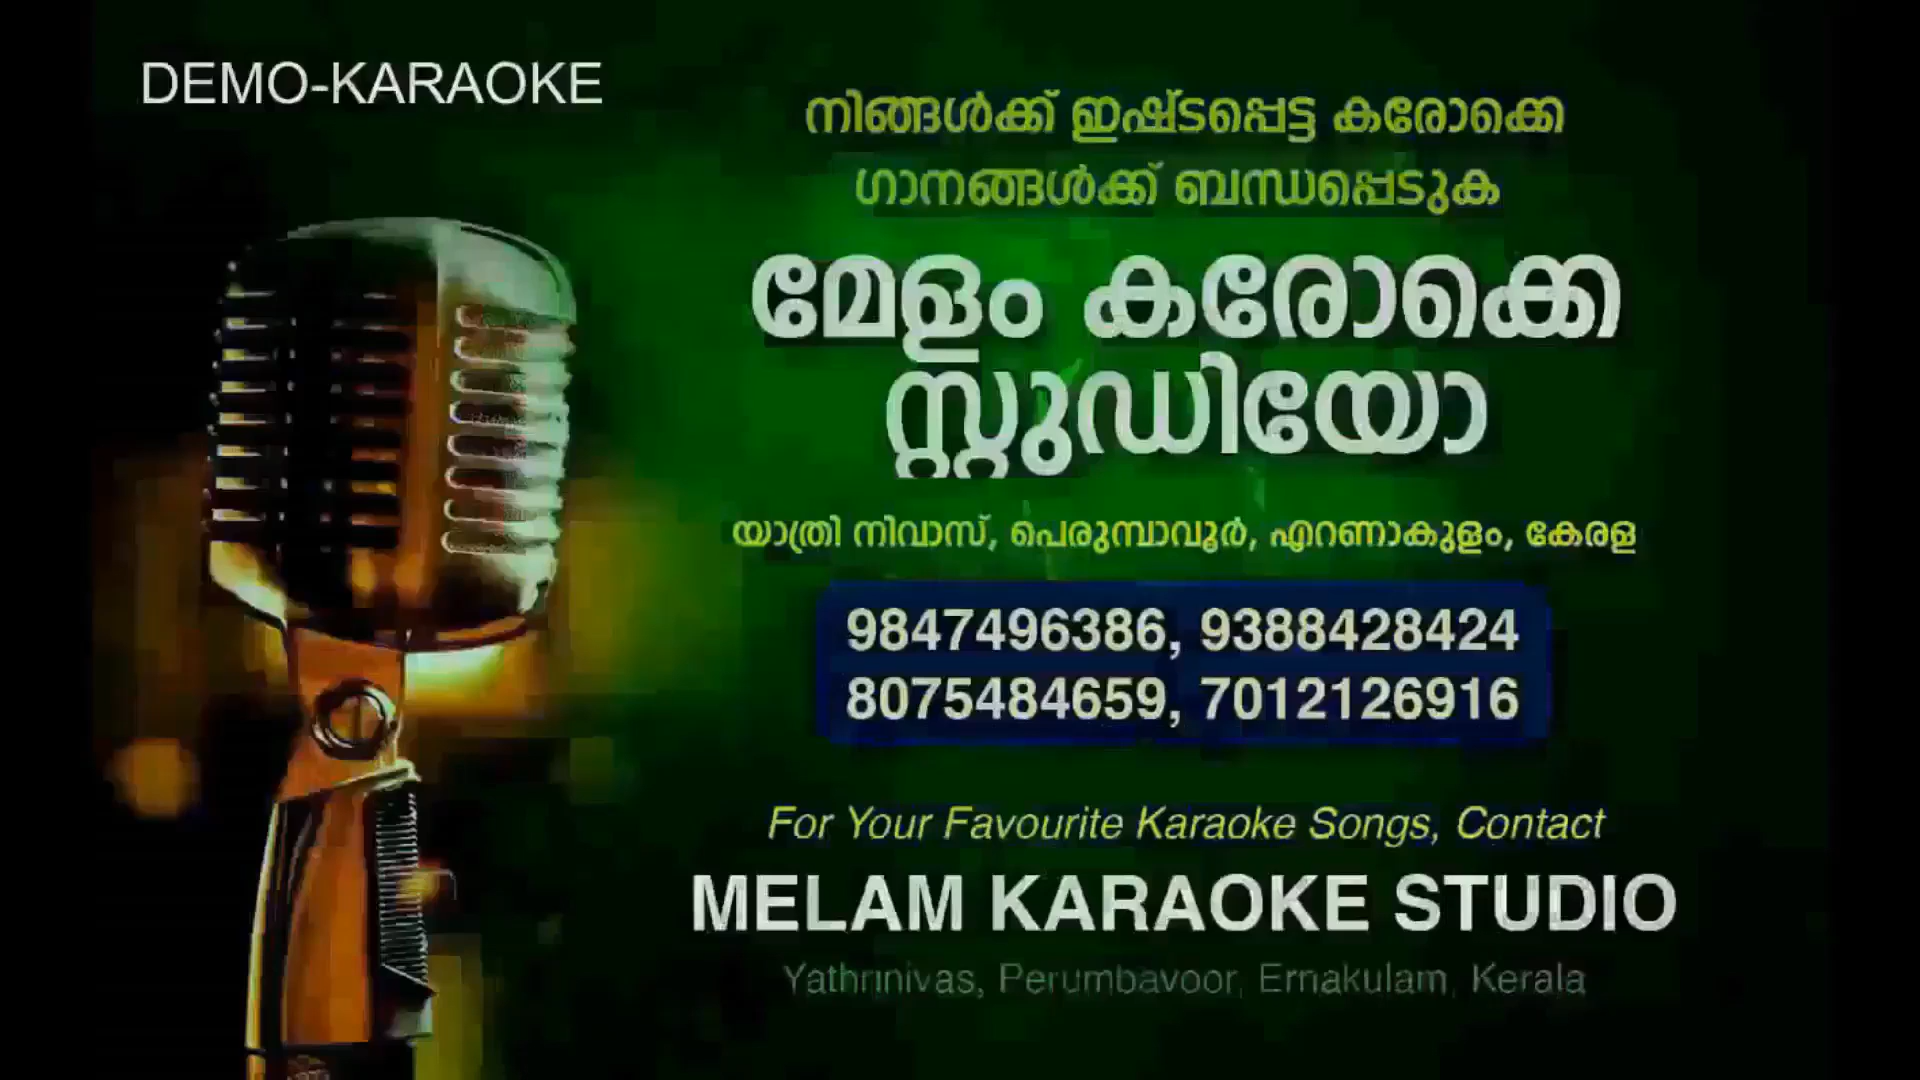 DEMO-KARAOKE
നിങ്ങൾക്ക് ഇഷ്ടപ്പെട്ട കരോക്കെ
ഗാനങ്ങൾക്ക് ബന്ധപ്പെടുക
മേളം കരോക്കെ
സ്റ്റുഡിയോ
യാത്രി നിവാസ്, പെരുമ്പാവൂർ, എറണാകുളം, കേരള
9847496386, 9388428424
8075484659, 7012126916
For Your Favourite Karaoke Songs, Contact
MELAM KARAOKE STUDIO
Yathrinivas, Perumbavoor, Ernakulam, Kerala